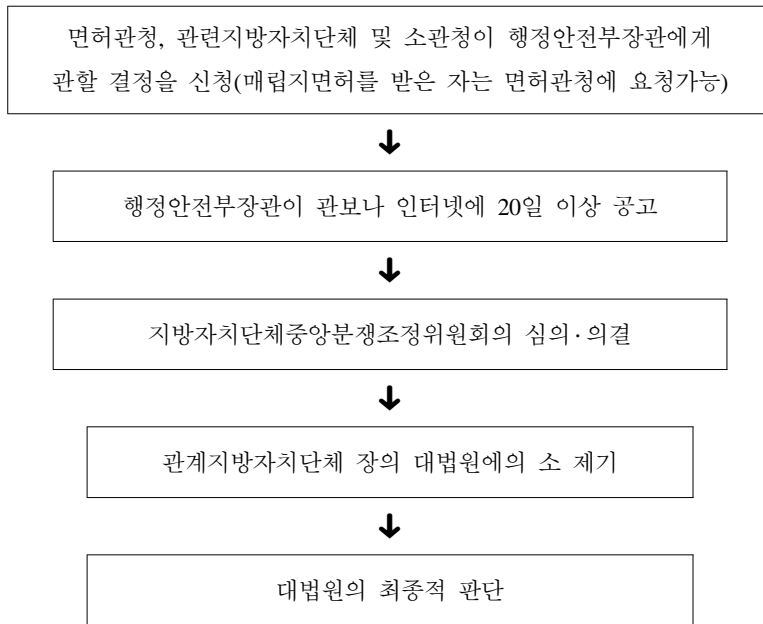 면허관청, 관련지방자치단체 및 소관청이 행정안전부장관에게
관할 결정을 신청(매립지면허를 받은 자는 면허관청에 요청가능)
행정안전부장관이 관보나 인터넷에 20일 이상 공고
지방자치단체중앙분쟁조정위원회의 심의·의결
관계지방자치단체 장의 대법원에의 소 제기
대법원의 최종적 판단